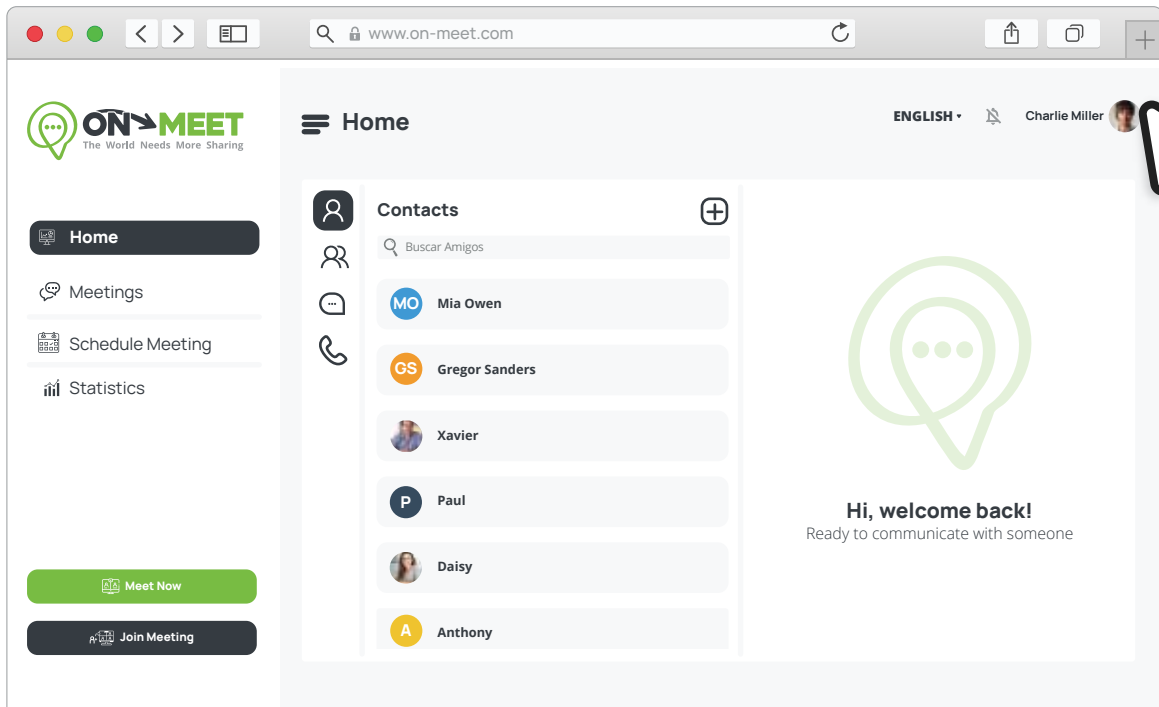 www.on-meet.com
ON MEET
The World Needs More Sharing
Home
ENGLISH
Charlie Miller
Home
Meetings
Schedule Meeting
Statistics
Meet Now
Join Meeting
Contacts
Buscar Amigos
MO Mia Owen
GS Gregor Sanders
Xavier
P Paul
Daisy
A Anthony
Hi, welcome back!
Ready to communicate with someone